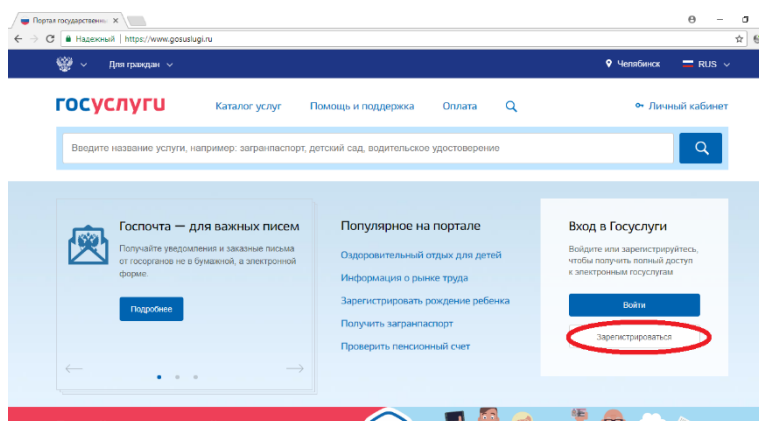 Портал государственны
Надежный | https://www.gosuslugi.ru
Для граждан
Челябинск
RUS
госуслуги
Каталог услуг
Помощь и поддержка
Оплата
Личный кабинет
Введите название услуги, например: загранпаспорт, детский сад, водительское удостоверение
Госпочта — для важных писем
Получайте уведомления и заказные письма
от госорганов не в бумажной, а электронной
форме.
Подробнее
Популярное на портале
Оздоровительный отдых для детей
Информация о рынке труда
Зарегистрировать рождение ребенка
Получить загранпаспорт
Проверить пенсионный счет
Вход в Госуслуги
Войдите или зарегистрируйтесь,
чтобы получить полный доступ
к электронным госуслугам
Войти
Зарегистрироваться